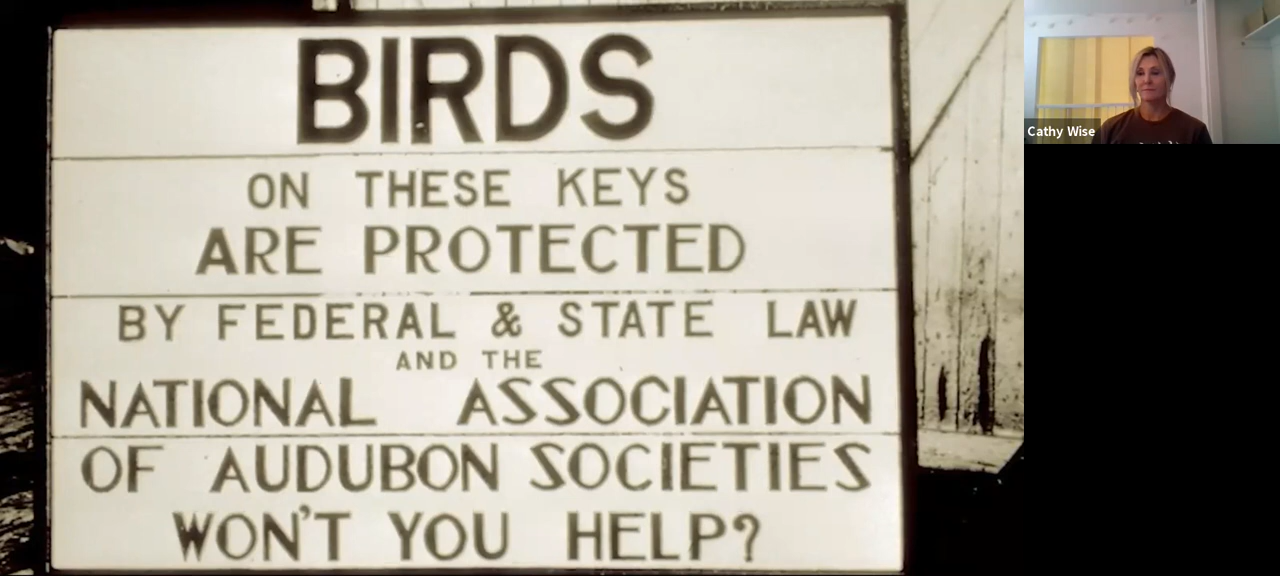 BIRDS
ON THESE KEYS
ARE PROTECTED
BY FEDERAL & STATE LAW
AND THE
NATIONAL ASSOCIATION
OF AUDUBON SOCIETIES
WON'T YOU HELP?
Cathy Wise